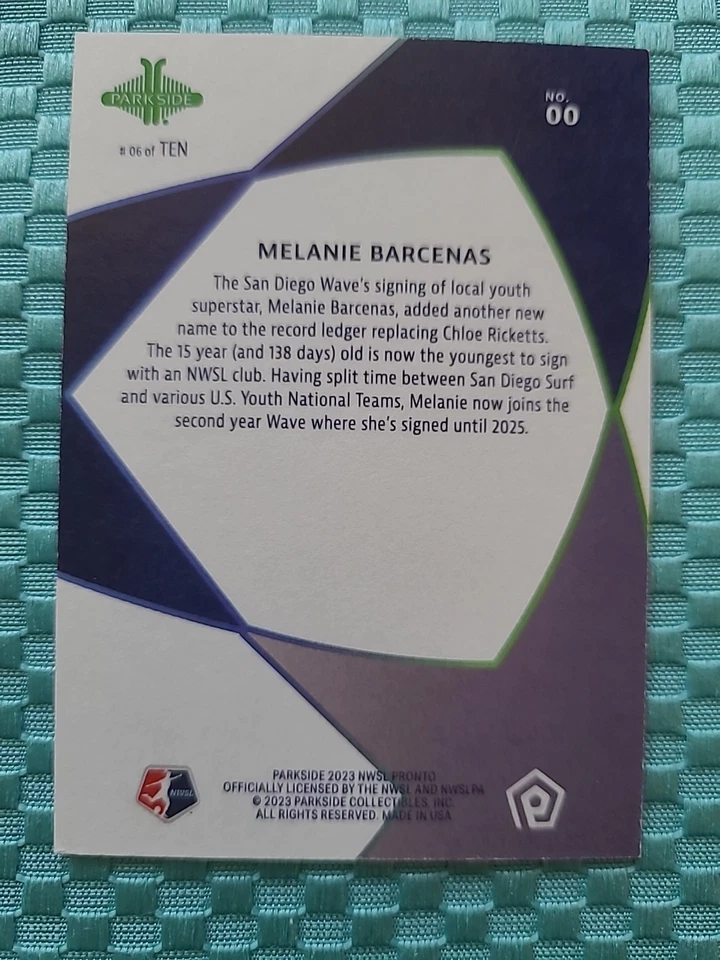 PARKSIDE
# 06 of TEN
NO.
00
MELANIE BARCENAS
The San Diego Wave's signing of local youth
superstar, Melanie Barcenas, added another new
name to the record ledger replacing Chloe Ricketts.
The 15 year (and 138 days) old is now the youngest to sign
with an NWSL club. Having split time between San Diego Surf
and various U.S. Youth National Teams, Melanie now joins the
second year Wave where she's signed until 2025.
NWSL
PARKSIDE 2023 NWSL PRONTO
OFFICIALLY LICENSED BY THE NWSL AND NWSLPA
© 2023 PARKSIDE COLLECTIBLES, INC.
ALL RIGHTS RESERVED. MADE IN USA